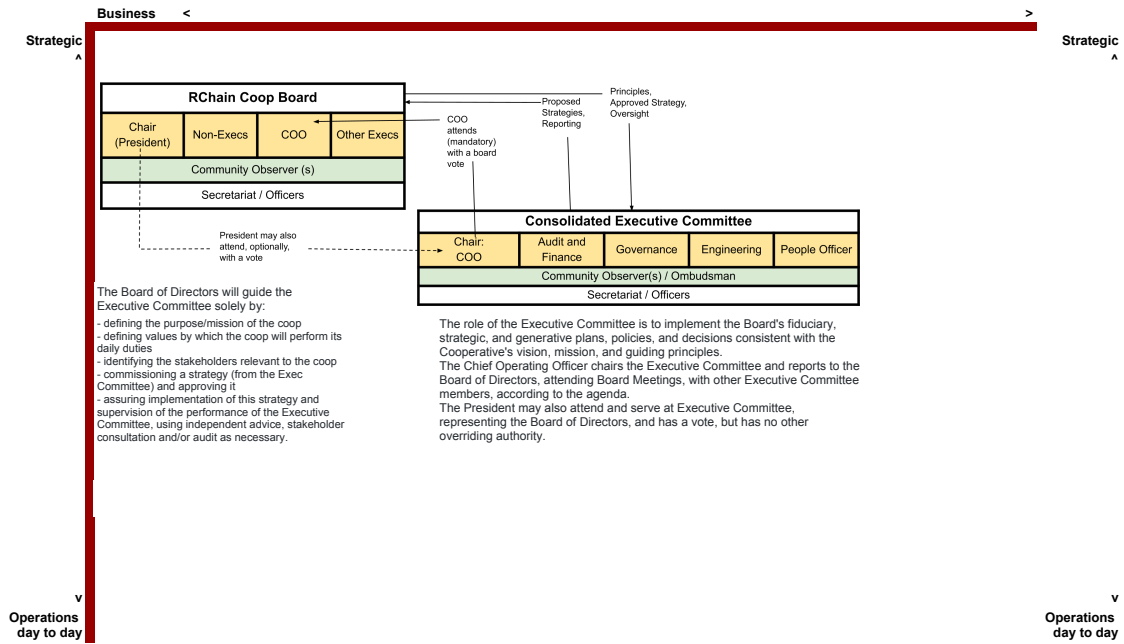 Business <
>
Strategic
^
Strategic
^
RChain Coop Board
Chair
(President)
Non-Execs
COO
Other Execs
Community Observer (s)
Secretariat / Officers
COO
attends
(mandatory)
with a board
vote
Proposed
Strategies,
Reporting
Principles,
Approved Strategy,
Oversight
President may also
attend, optionally,
with a vote
Consolidated Executive Committee
Chair:
COO
Audit and
Finance
Governance
Engineering
People Officer
Community Observer(s) / Ombudsman
Secretariat / Officers
The Board of Directors will guide the
Executive Committee solely by:
- defining the purpose/mission of the coop
- defining values by which the coop will perform its
daily duties
- identifying the stakeholders relevant to the coop
- commissioning a strategy (from the Exec
Committee) and approving it
- assuring implementation of this strategy and
supervision of the performance of the Executive
Committee, using independent advice, stakeholder
consultation and/or audit as necessary.
The role of the Executive Committee is to implement the Board's fiduciary,
strategic, and generative plans, policies, and decisions consistent with the
Cooperative's vision, mission, and guiding principles.
The Chief Operating Officer chairs the Executive Committee and reports to the
Board of Directors, attending Board Meetings, with other Executive Committee
members, according to the agenda.
The President may also attend and serve at Executive Committee,
representing the Board of Directors, and has a vote, but has no other
overriding authority.
v
Operations
day to day
v
Operations
day to day